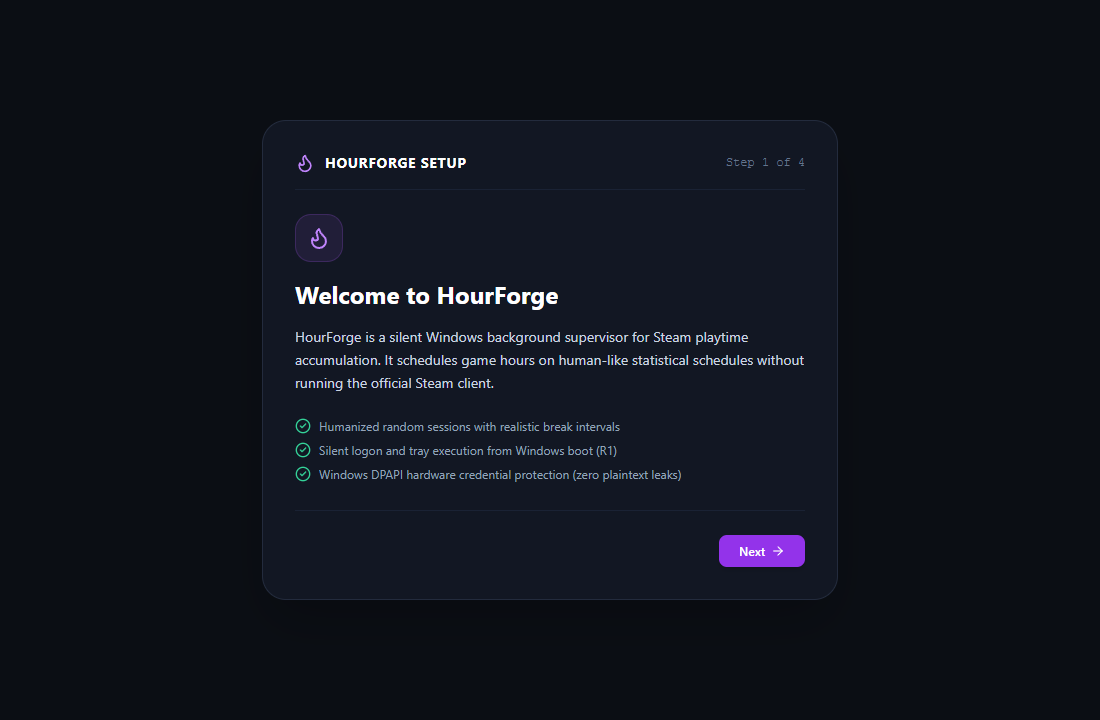 HOURFORGE SETUP
Step 1 of 4
Welcome to HourForge
HourForge is a silent Windows background supervisor for Steam playtime
accumulation. It schedules game hours on human-like statistical schedules without
running the official Steam client.
Humanized random sessions with realistic break intervals
Silent logon and tray execution from Windows boot (R1)
Windows DPAPI hardware credential protection (zero plaintext leaks)
Next